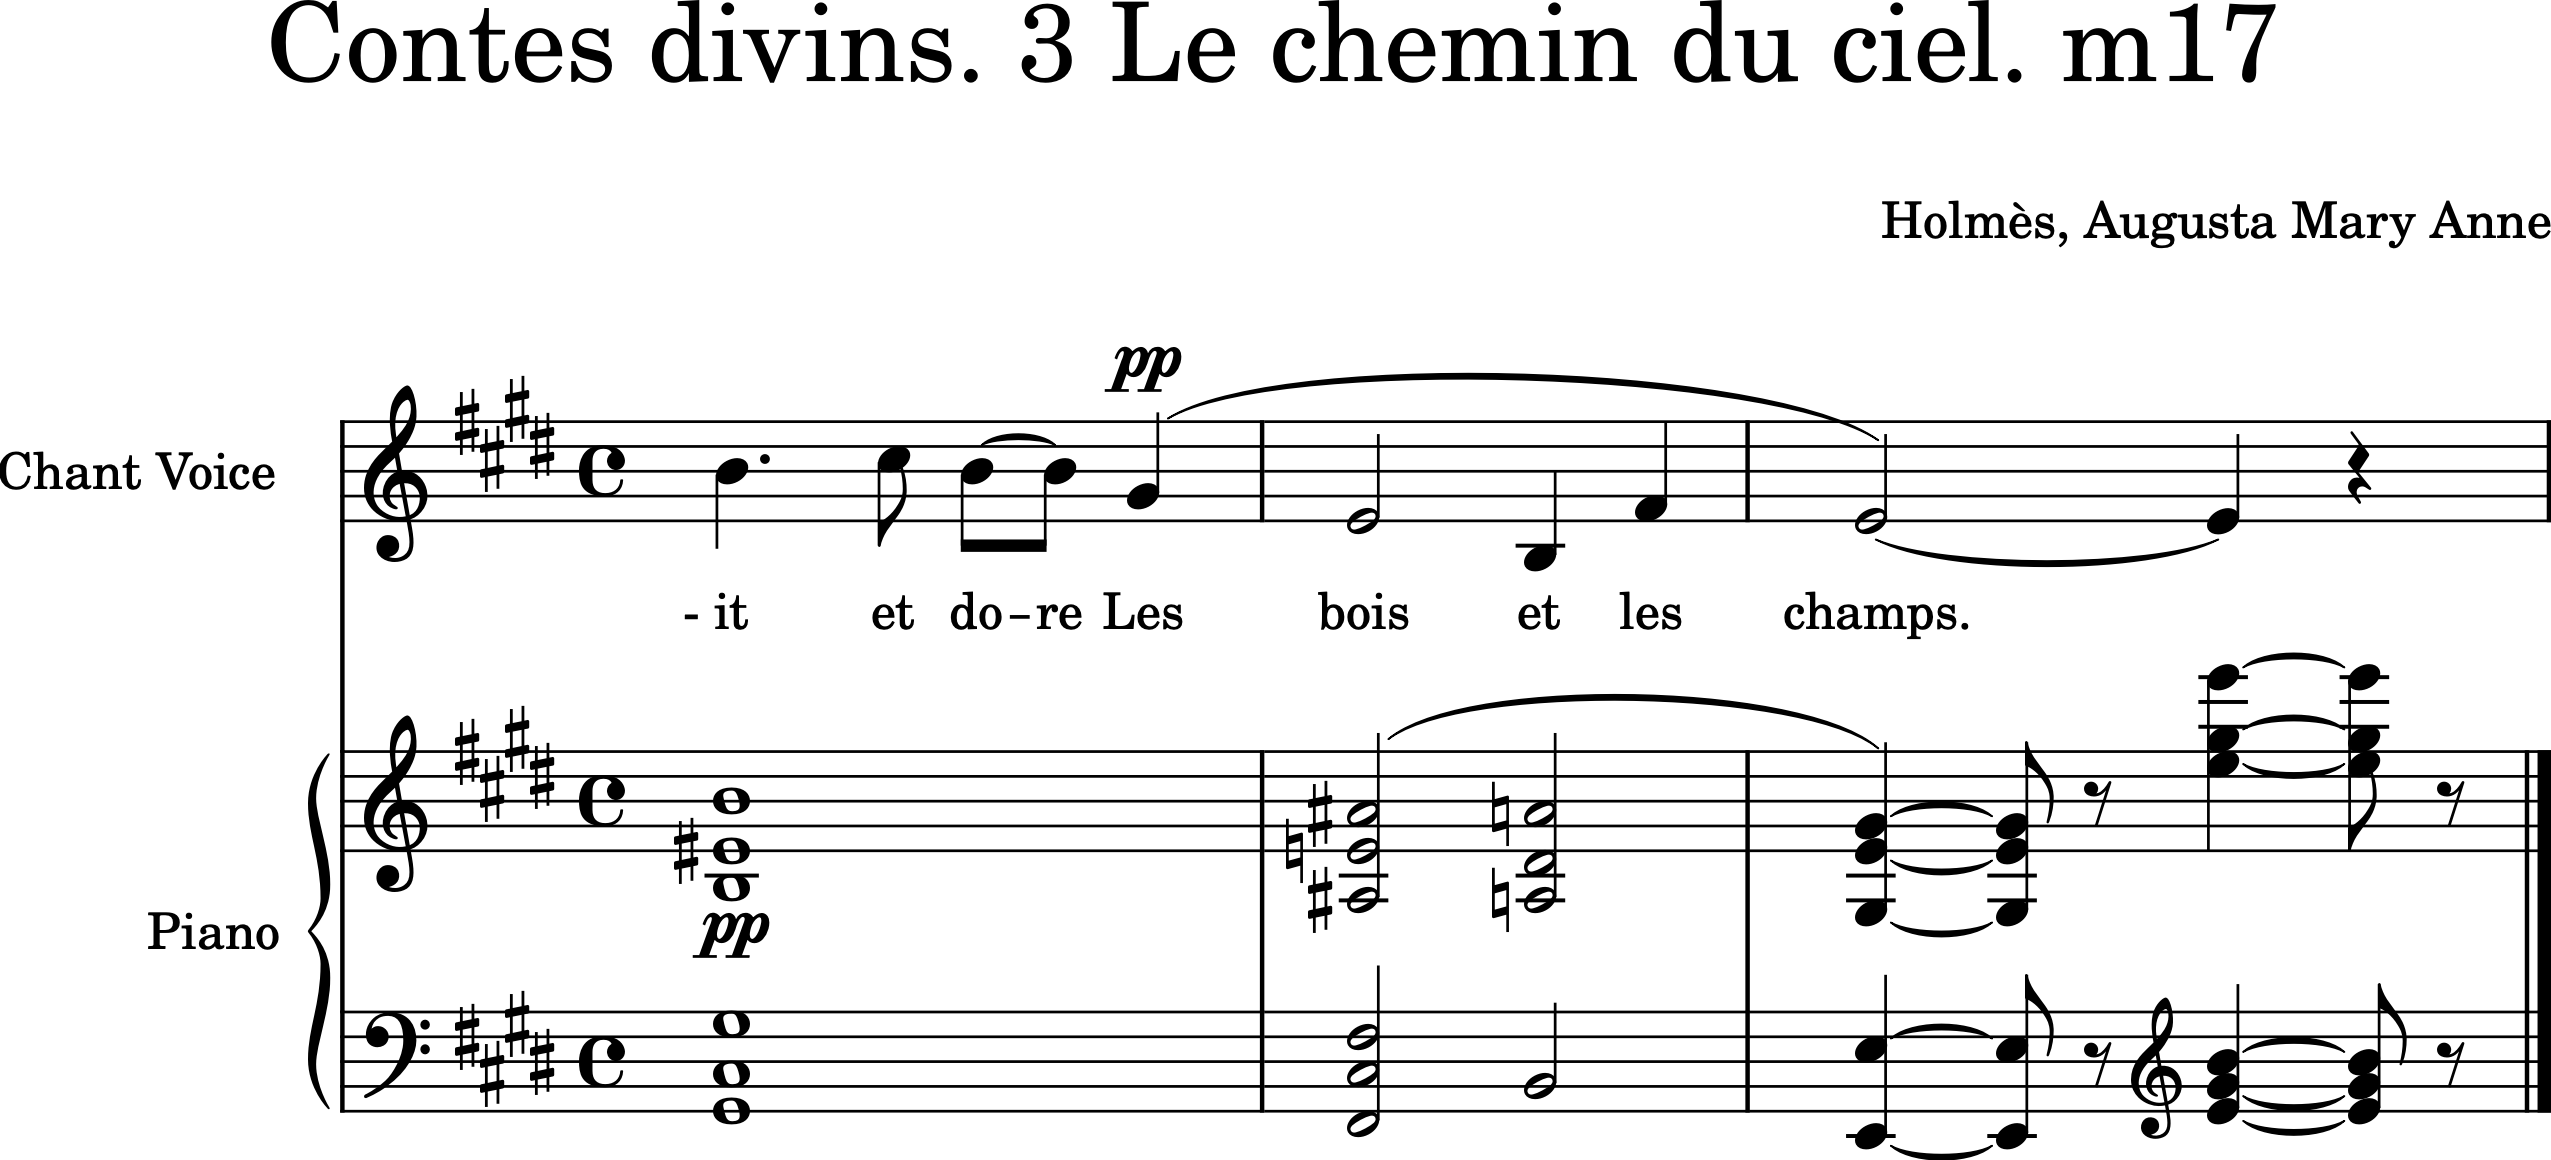 Contes divins. 3 Le chemin du ciel. m17
Holmès, Augusta Mary Anne
pp
Chant Voice
- it et do–re Les bois et les champs.
Piano
pp